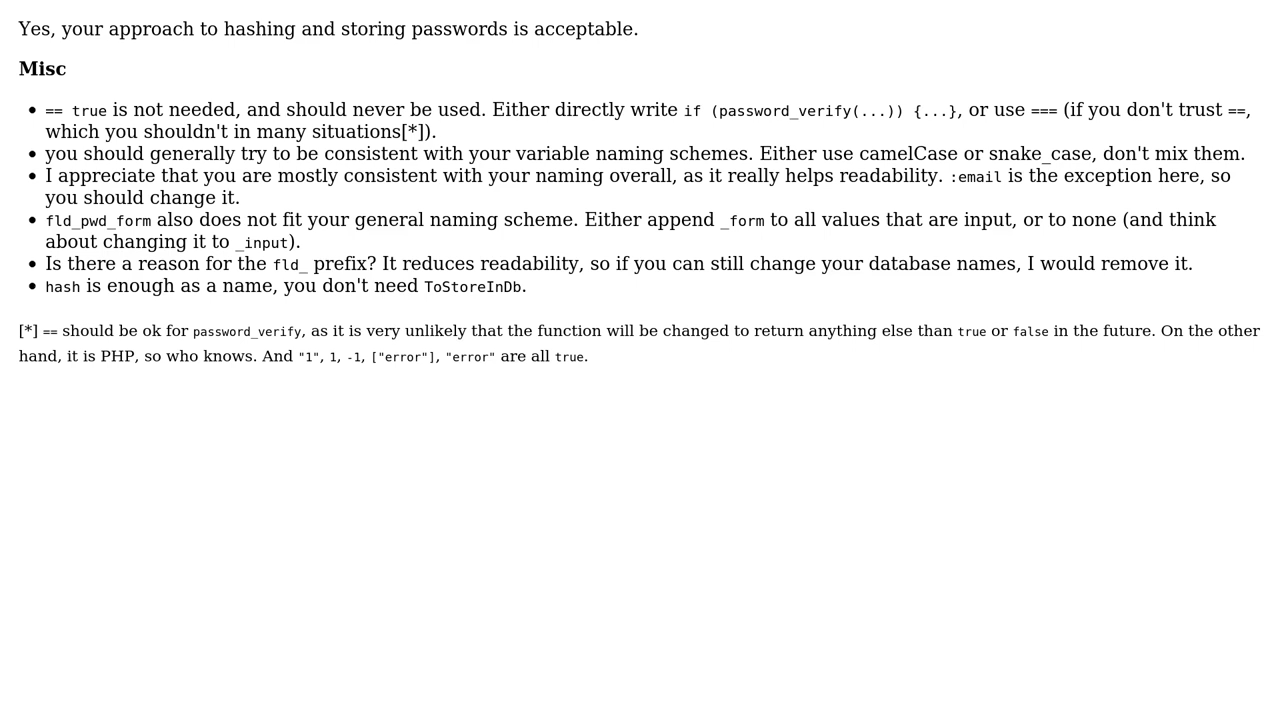 Yes, your approach to hashing and storing passwords is acceptable.
Misc
• == true is not needed, and should never be used. Either directly write if (password_verify(...)) {...}, or use === (if you don't trust ==,
which you shouldn't in many situations[*]).
• you should generally try to be consistent with your variable naming schemes. Either use camelCase or snake_case, don't mix them.
• I appreciate that you are mostly consistent with your naming overall, as it really helps readability. :email is the exception here, so
you should change it.
• fld_pwd_form also does not fit your general naming scheme. Either append _form to all values that are input, or to none (and think
about changing it to _input).
• Is there a reason for the fld_ prefix? It reduces readability, so if you can still change your database names, I would remove it.
• hash is enough as a name, you don't need ToStoreInDb.
[*] == should be ok for password_verify, as it is very unlikely that the function will be changed to return anything else than true or false in the future. On the other
hand, it is PHP, so who knows. And "1", 1, -1, ["error"], "error" are all true.